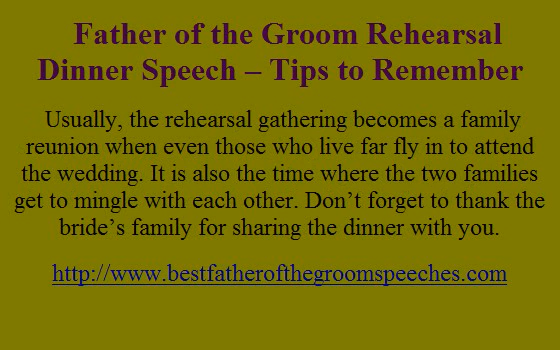 Father of the Groom Rehearsal
Dinner Speech – Tips to Remember
Usually, the rehearsal gathering becomes a family
reunion when even those who live far fly in to attend
the wedding. It is also the time where the two families
get to mingle with each other. Don’t forget to thank the
bride’s family for sharing the dinner with you.
http://www.bestfatherofthegroomspeeches.com